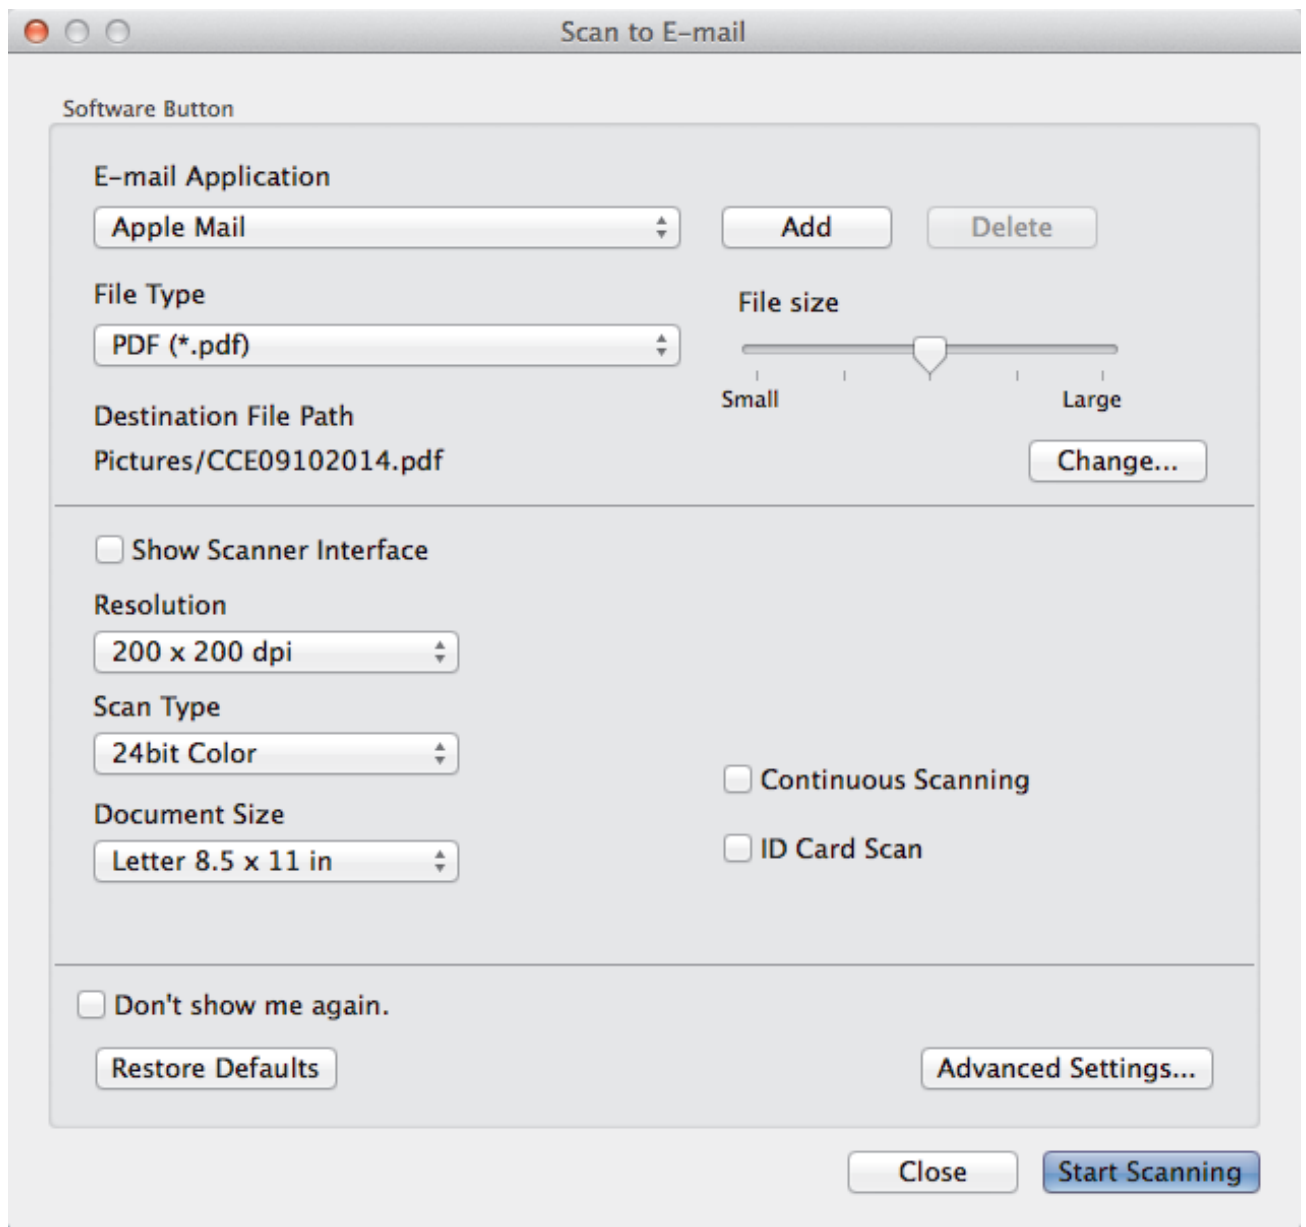 Scan to E-mail
Software Button
E-mail Application
Apple Mail
Add
Delete
File Type
File size
PDF (*.pdf)
Small
Large
Destination File Path
Pictures/CCE09102014.pdf
Change...
Show Scanner Interface
Resolution
200 x 200 dpi
Scan Type
24bit Color
Continuous Scanning
Document Size
Letter 8.5 x 11 in
ID Card Scan
Don't show me again.
Restore Defaults
Advanced Settings...
Close
Start Scanning